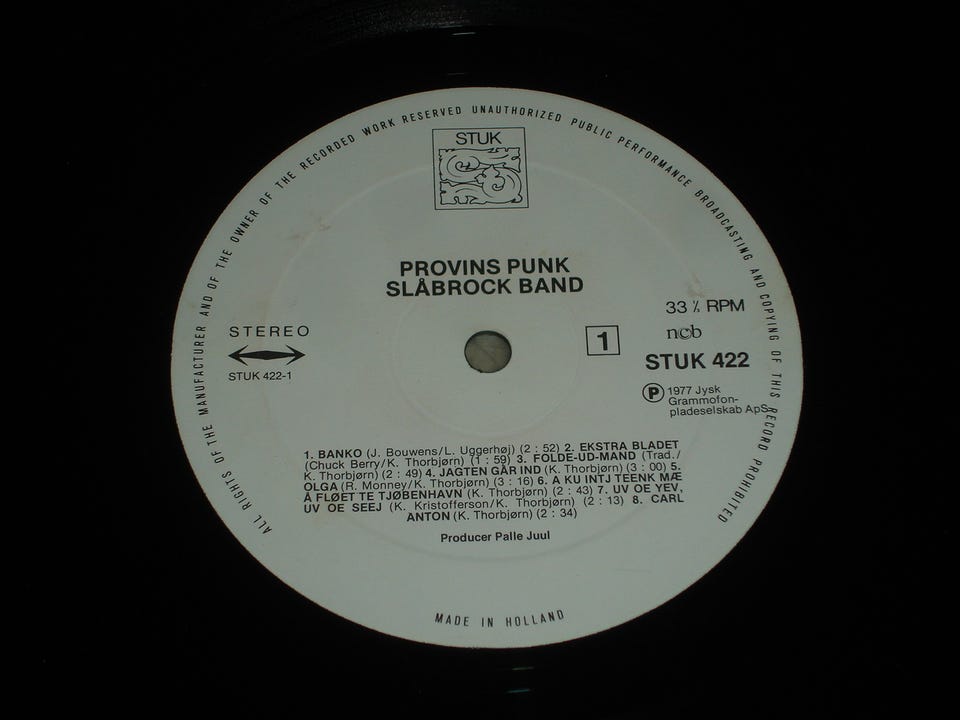 ALL RIGHTS OF THE MANUFACTURER AND OF THE OWNER OF THE RECORDED WORK RESERVED UNAUTHORIZED PUBLIC PERFORMANCE BROADCASTING AND COPYING OF THIS RECORD PROHIBITED
STUK
PROVINS PUNK
SLÅBROCK BAND
STEREO
STUK 422-1
1
33 ⅓ RPM
ncb
STUK 422
Ⓟ 1977 Jysk
Grammofon-
pladeselskab ApS
1. BANKO (J. Bouwens/L. Uggerhøj) (2 : 52) 2. EKSTRA BLADET
(Chuck Berry/K. Thorbjørn) (1 : 59) 3. FOLDE-UD-MAND (Trad./
K. Thorbjørn) (2 : 49) 4. JAGTEN GÅR IND (K. Thorbjørn) (3 : 00) 5.
OLGA (R. Monney/K. Thorbjørn) (3 : 16) 6. A KU INTJ TEENK MÆ
Å FLØET TE TJØBENHAVN (K. Thorbjørn) (2 : 43) 7. UV OE YEV,
UV OE SEEJ (K. Kristofferson/K. Thorbjørn) (2 : 13) 8. CARL
ANTON (K. Thorbjørn) (2 : 34)
Producer Palle Juul
MADE IN HOLLAND